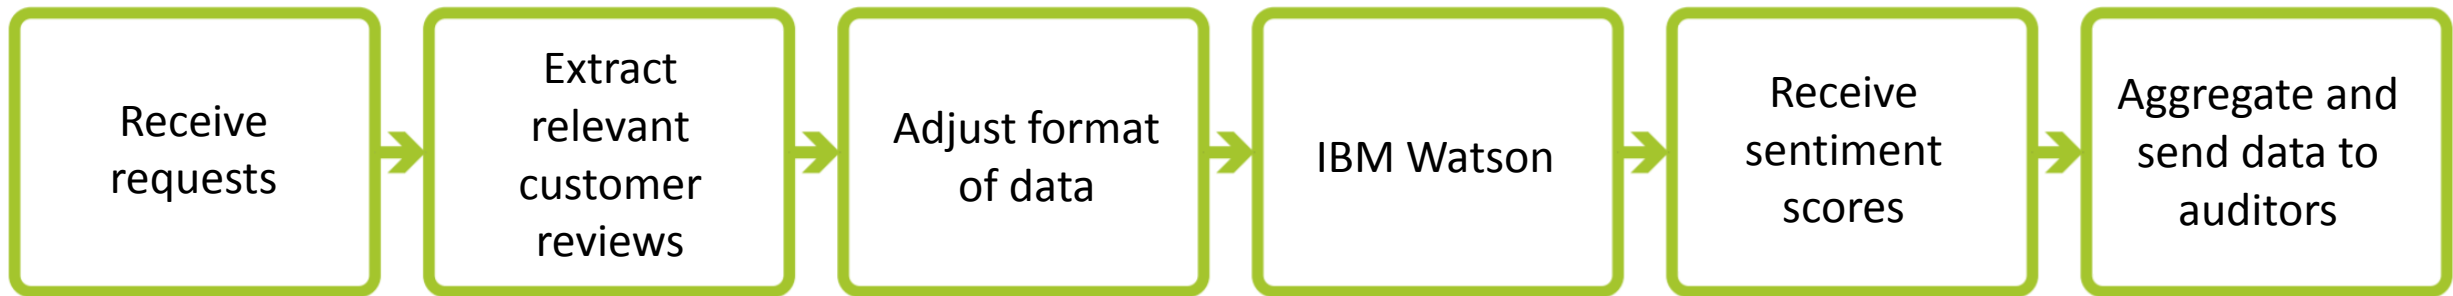 Receive
requests
Extract
relevant
customer
reviews
Adjust format
of data
IBM Watson
Receive
sentiment
scores
Aggregate and
send data to
auditors